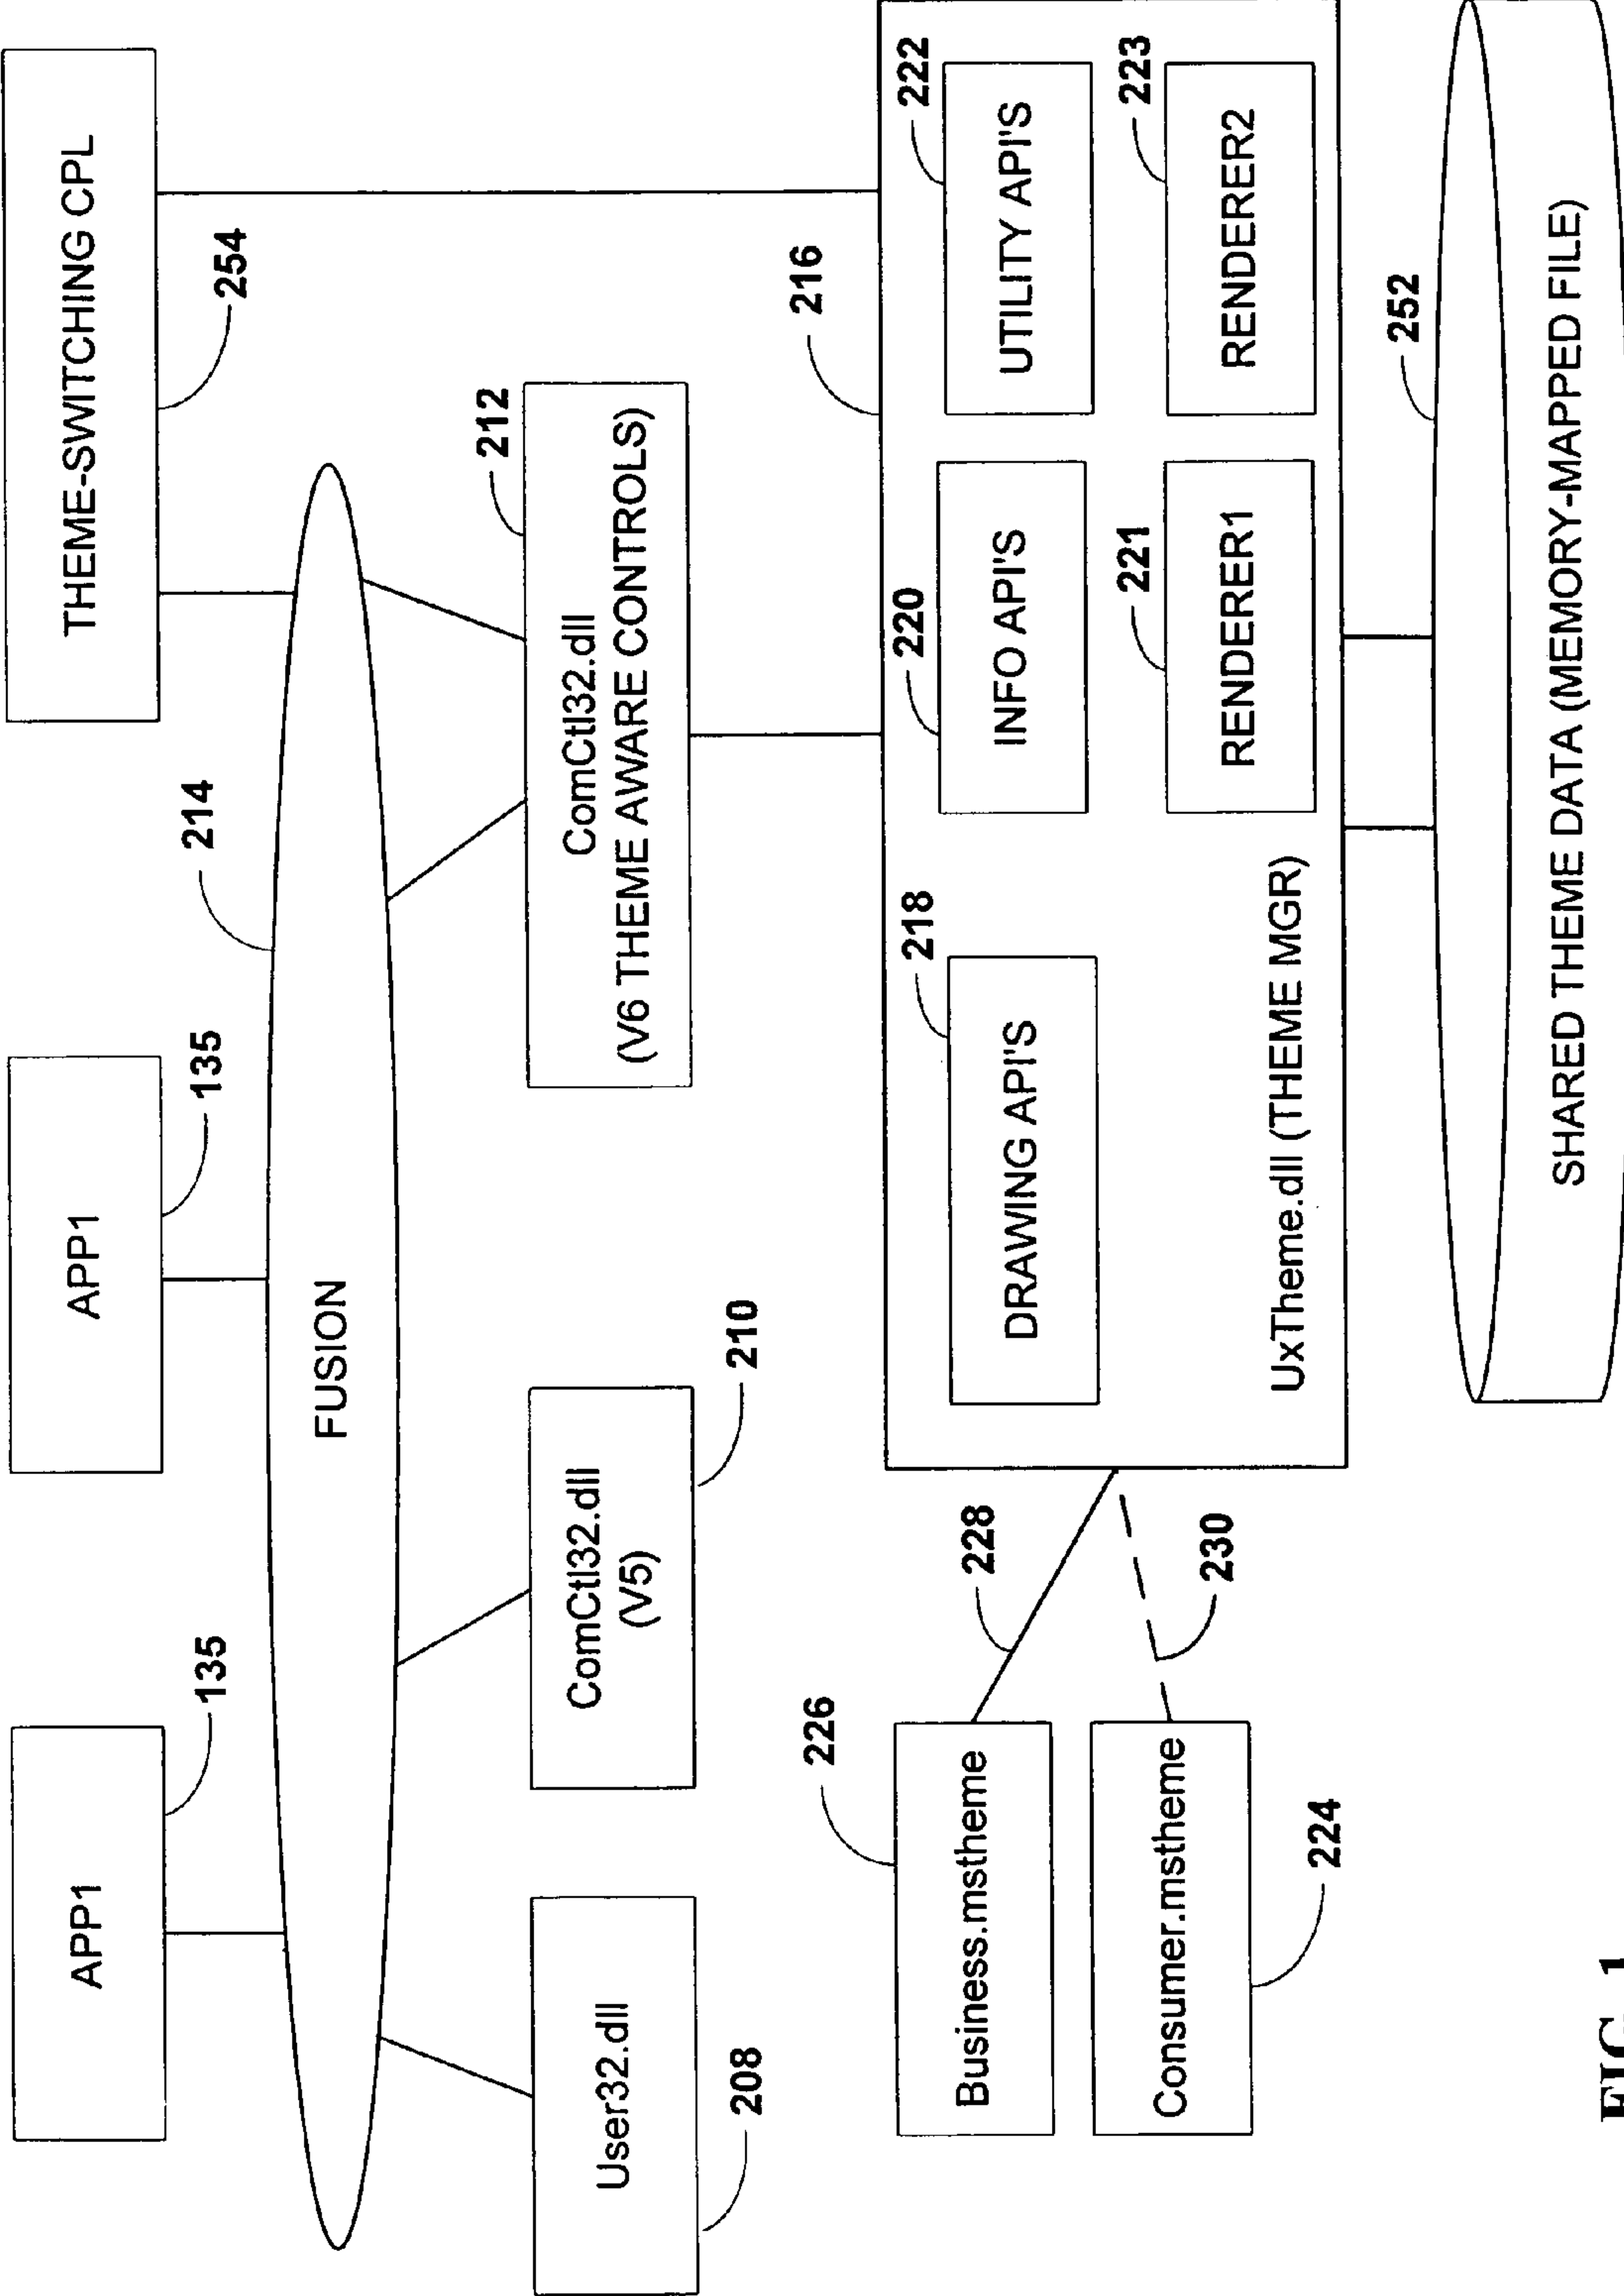 APP1
135
APP1
135
THEME-SWITCHING CPL
254
214
FUSION
User32.dll
208
ComCtl32.dll
(V5)
210
212
ComCtl32.dll
(V6 THEME AWARE CONTROLS)
216
226
Business.mstheme
228
Consumer.mstheme
224
230
218
DRAWING API'S
220
INFO API'S
222
UTILITY API'S
221
RENDERER1
223
RENDERER2
UxTheme.dll (THEME MGR)
252
SHARED THEME DATA (MEMORY-MAPPED FILE)
FIG. 1